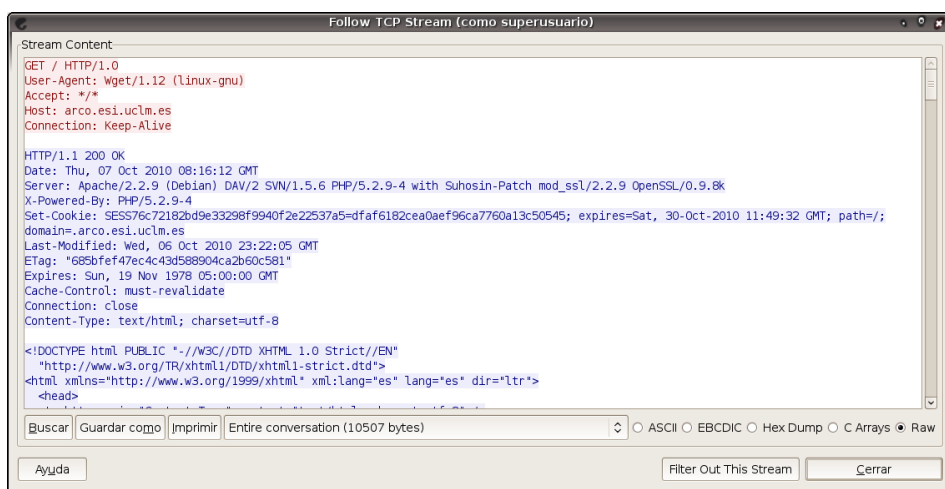 Follow TCP Stream (como superusuario)
Stream Content
GET / HTTP/1.0
User-Agent: Wget/1.12 (linux-gnu)
Accept: */*
Host: arco.esi.uclm.es
Connection: Keep-Alive
HTTP/1.1 200 OK
Date: Thu, 07 Oct 2010 08:16:12 GMT
Server: Apache/2.2.9 (Debian) DAV/2 SVN/1.5.6 PHP/5.2.9-4 with Suhosin-Patch mod_ssl/2.2.9 OpenSSL/0.9.8k
X-Powered-By: PHP/5.2.9-4
Set-Cookie: SESS76c72182bd9e33298f9940f2e22537a5=dfaf6182cea0aef96ca7760a13c50545; expires=Sat, 30-Oct-2010 11:49:32 GMT; path=/;
domain=.arco.esi.uclm.es
Last-Modified: Wed, 06 Oct 2010 23:22:05 GMT
ETag: "685bfef47ec4c43d588904ca2b60c581"
Expires: Sun, 19 Nov 1978 05:00:00 GMT
Cache-Control: must-revalidate
Connection: close
Content-Type: text/html; charset=utf-8
<!DOCTYPE html PUBLIC "-//W3C//DTD XHTML 1.0 Strict//EN"
"http://www.w3.org/TR/xhtml1/DTD/xhtml1-strict.dtd">
<html xmlns="http://www.w3.org/1999/xhtml" xml:lang="es" lang="es" dir="ltr">
<head>
Buscar Guardar como Imprimir Entire conversation (10507 bytes) ASCII EBCDIC Hex Dump C Arrays Raw
Ayuda Filter Out This Stream Cerrar